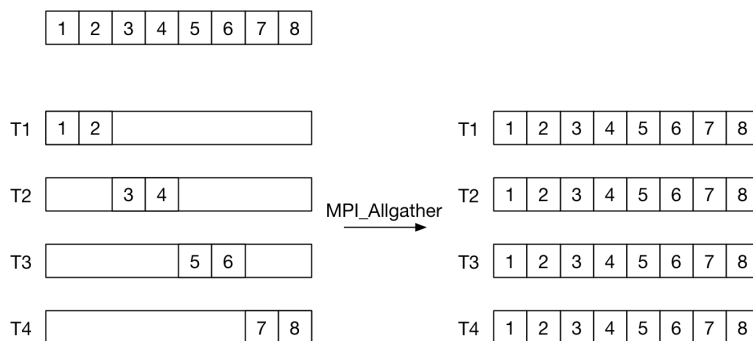 1 2 3 4 5 6 7 8
T1 1 2 T1 1 2 3 4 5 6 7 8
T2 3 4 T2 1 2 3 4 5 6 7 8
MPI_Allgather
T3 5 6 T3 1 2 3 4 5 6 7 8
T4 7 8 T4 1 2 3 4 5 6 7 8